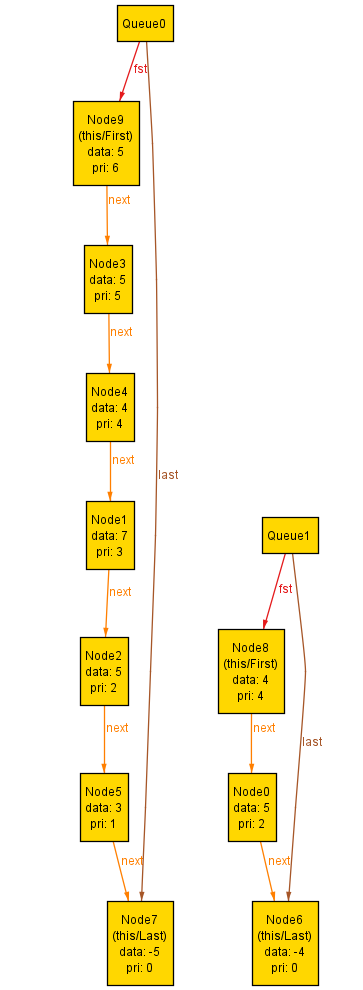 Queue0
fst
Node9
(this/First)
data: 5
pri: 6
next
Node3
data: 5
pri: 5
next
Node4
data: 4
pri: 4
next
last
Node1
data: 7
pri: 3
next
Node2
data: 5
pri: 2
next
Node5
data: 3
pri: 1
next
Node7
(this/Last)
data: -5
pri: 0
Queue1
fst
Node8
(this/First)
data: 4
pri: 4
next
last
Node0
data: 5
pri: 2
next
Node6
(this/Last)
data: -4
pri: 0